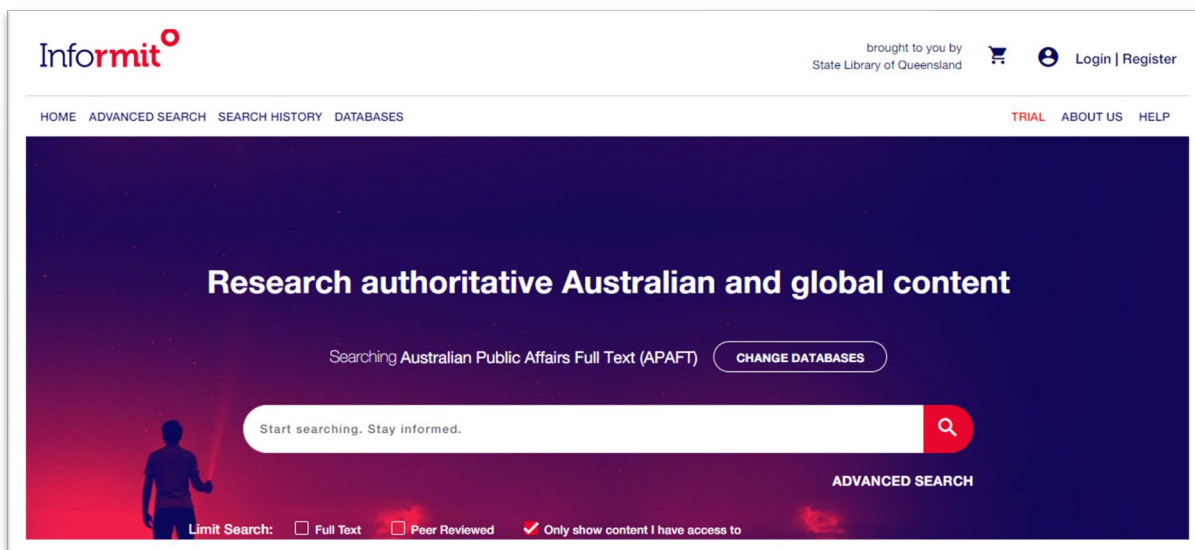 Informit
brought to you by
State Library of Queensland
Login | Register
HOME ADVANCED SEARCH SEARCH HISTORY DATABASES
TRIAL ABOUT US HELP
Research authoritative Australian and global content
Searching Australian Public Affairs Full Text (APAFT) CHANGE DATABASES
Start searching. Stay informed.
ADVANCED SEARCH
Limit Search: Full Text Peer Reviewed Only show content I have access to